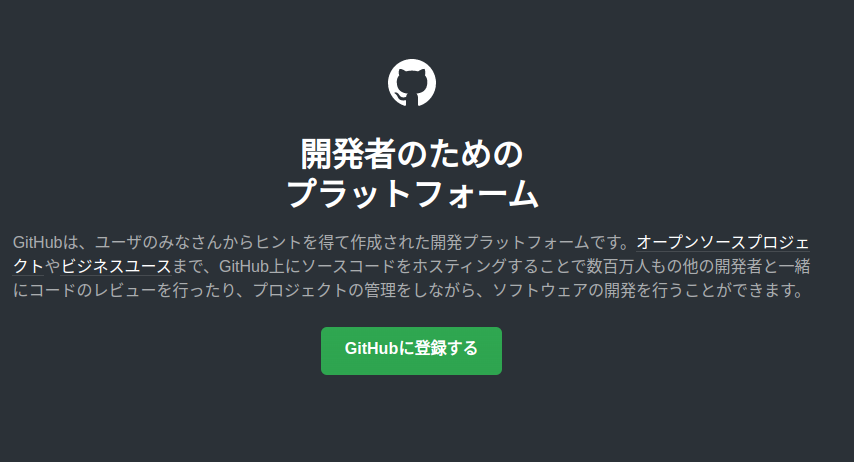 開発者のための
プラットフォーム
GitHubは、ユーザのみなさんからヒントを得て作成された開発プラットフォームです。オープンソースプロジェ
クトやビジネスユースまで、GitHub上にソースコードをホスティングすることで数百万人もの他の開発者と一緒
にコードのレビューを行ったり、プロジェクトの管理をしながら、ソフトウェアの開発を行うことができます。
GitHubに登録する